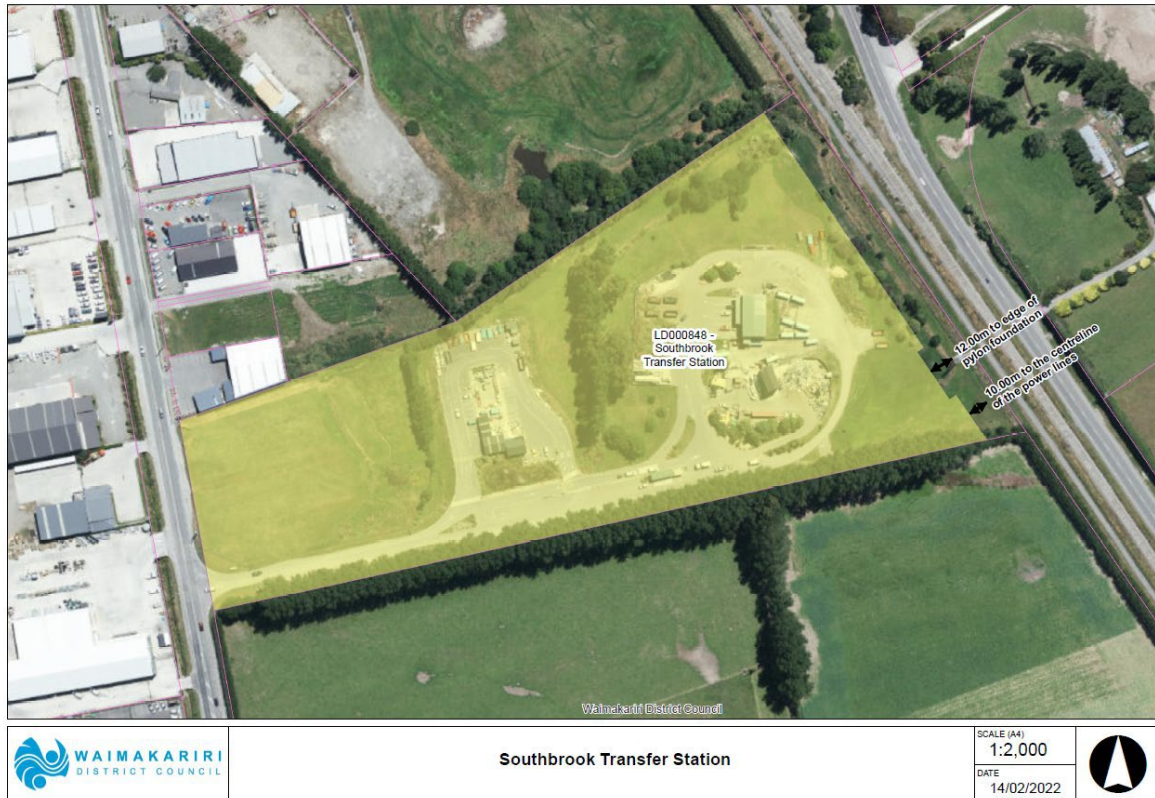 LD000848 -
Southbrook
Transfer Station
12.00m to edge of
pylon foundation
10.00m to the centreline
of the power lines
Waimakariri District Council
WAIMAKARIRI
DISTRICT COUNCIL
Southbrook Transfer Station
SCALE (A4)
1:2,000
DATE
14/02/2022